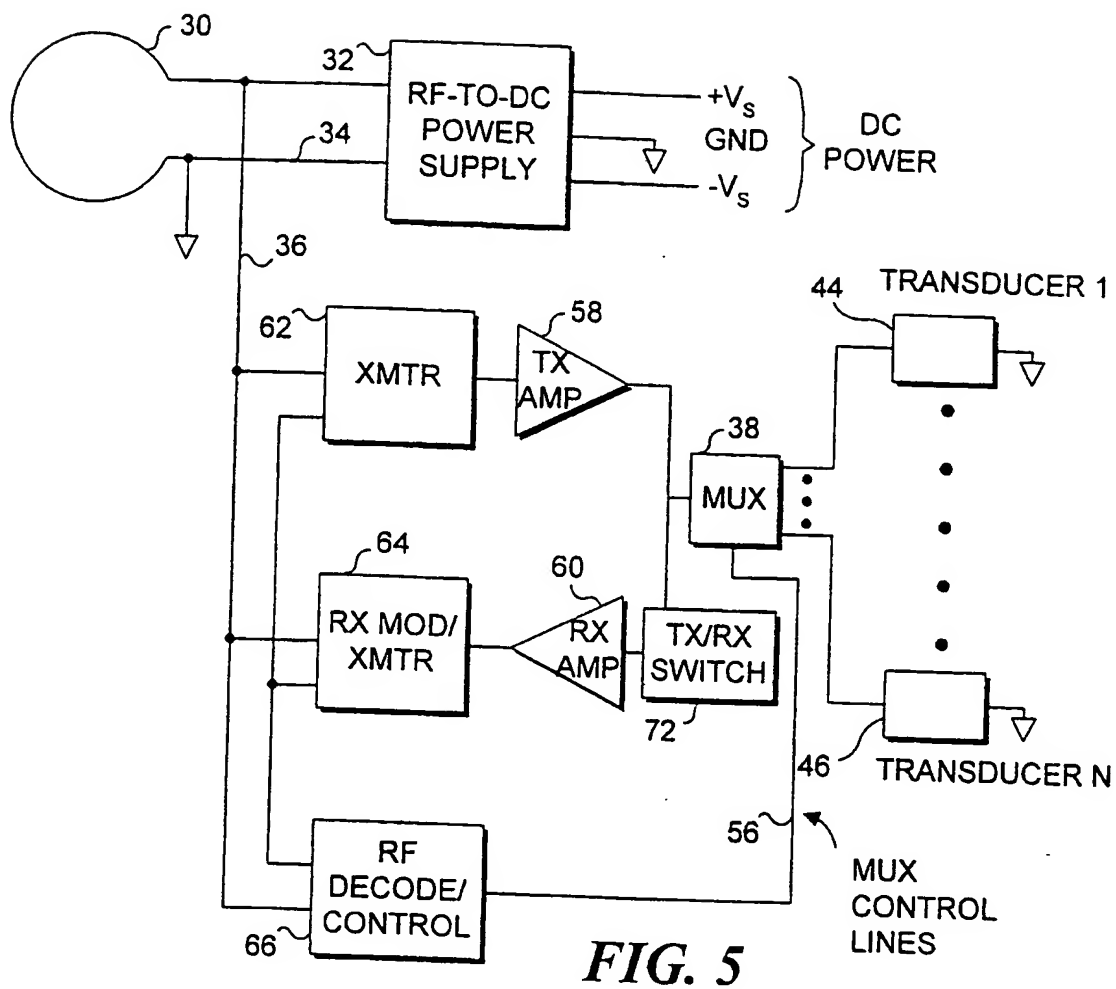 30
32
RF-TO-DC
POWER
SUPPLY
+Vs
GND
-Vs
DC
POWER
34
36
62
XMTR
58
TX
AMP
38
MUX
44
TRANSDUCER 1
64
RX MOD/
XMTR
60
RX
AMP
TX/RX
SWITCH
72
46
TRANSDUCER N
56
MUX
CONTROL
LINES
RF
DECODE/
CONTROL
66
FIG. 5